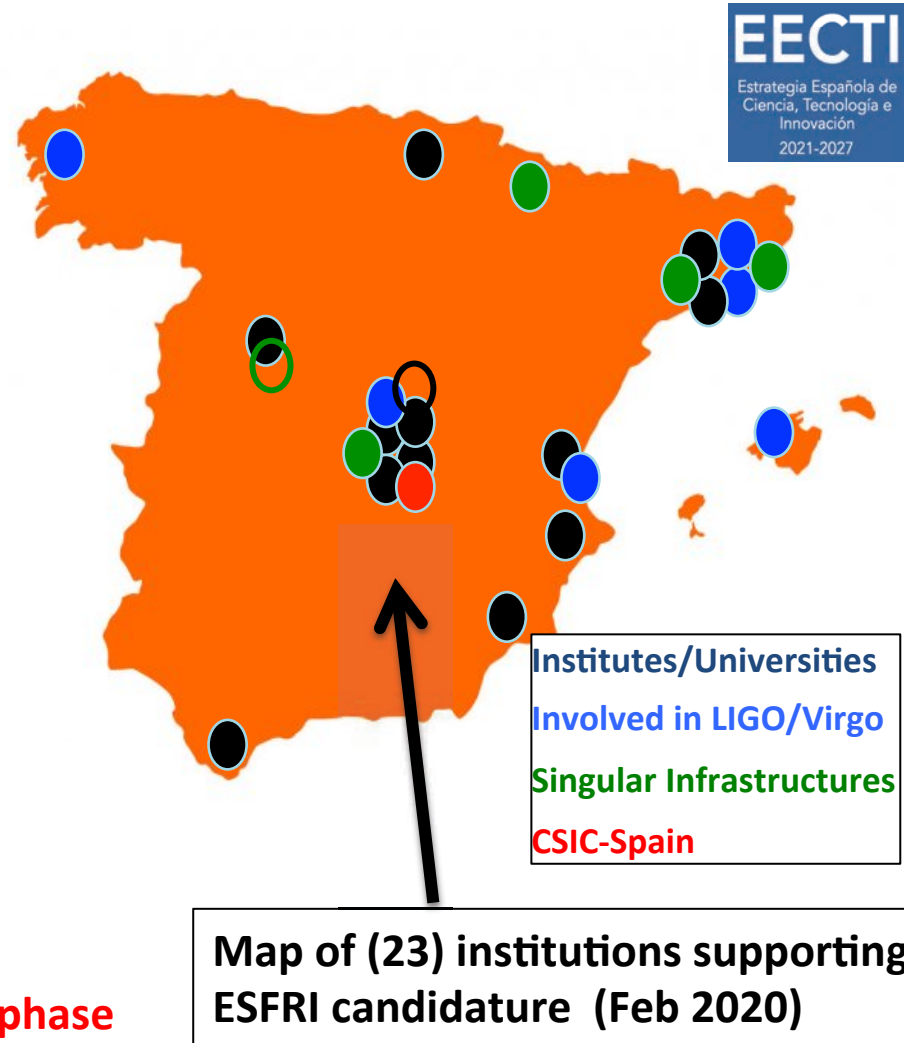 EECTI
Estrategia Española de
Ciencia, Tecnología e
Innovación
2021-2027
Institutes/Universities
Involved in LIGO/Virgo
Singular Infrastructures
CSIC-Spain
Map of (23) institutions supporting
ESFRI candidature (Feb 2020)
phase